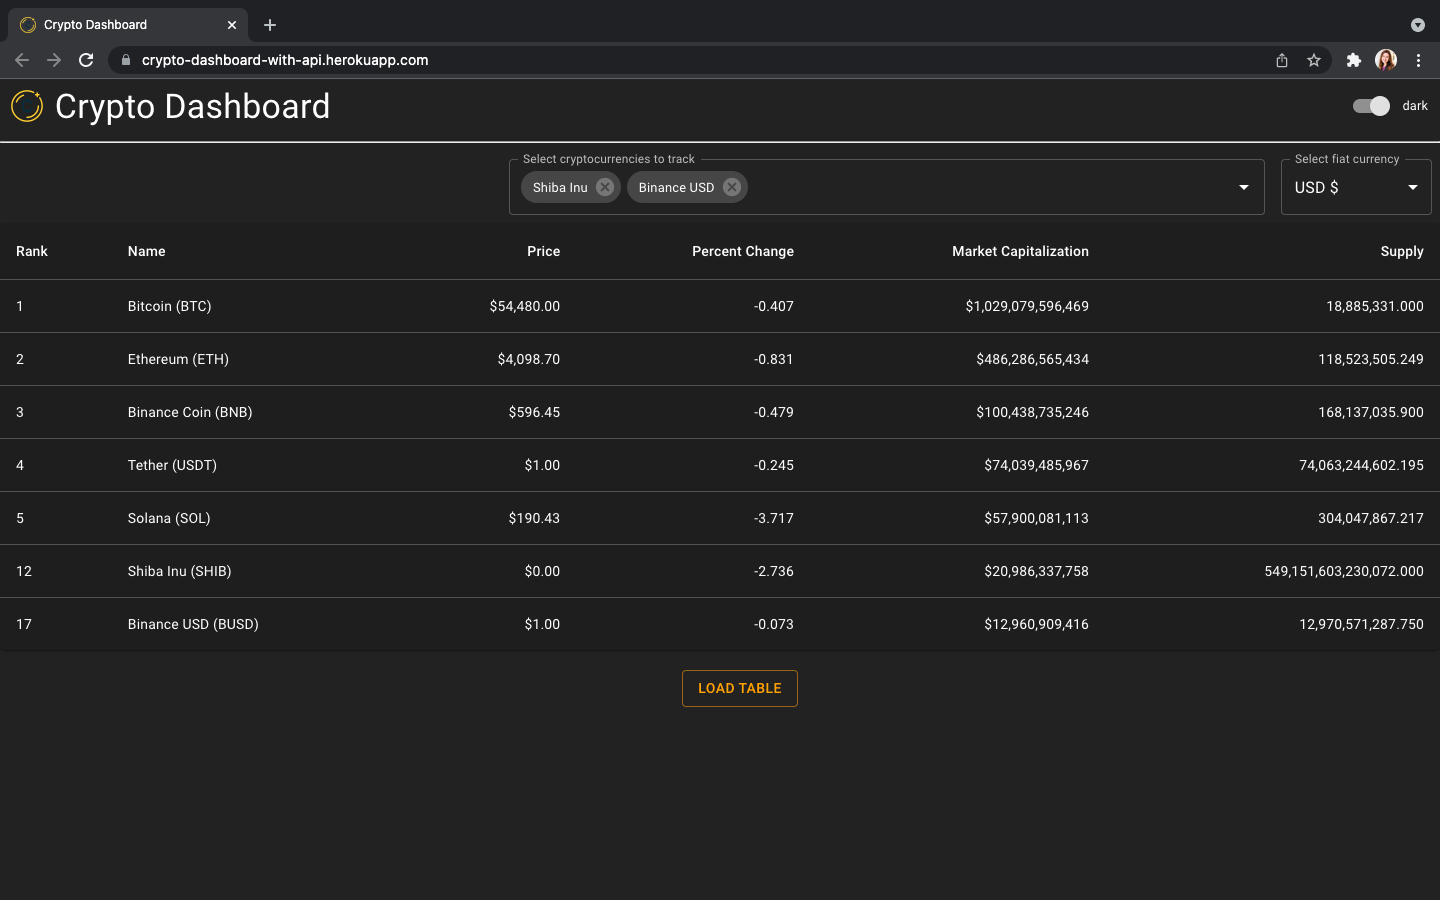 Crypto Dashboard
crypto-dashboard-with-api.herokuapp.com
Crypto Dashboard
dark
Select cryptocurrencies to track
Select fiat currency
Shiba Inu Binance USD
USD $
Rank Name Price Percent Change Market Capitalization Supply
1 Bitcoin (BTC) $54,480.00 -0.407 $1,029,079,596,469 18,885,331.000
2 Ethereum (ETH) $4,098.70 -0.831 $486,286,565,434 118,523,505.249
3 Binance Coin (BNB) $596.45 -0.479 $100,438,735,246 168,137,035.900
4 Tether (USDT) $1.00 -0.245 $74,039,485,967 74,063,244,602.195
5 Solana (SOL) $190.43 -3.717 $57,900,081,113 304,047,867.217
12 Shiba Inu (SHIB) $0.00 -2.736 $20,986,337,758 549,151,603,230,072.000
17 Binance USD (BUSD) $1.00 -0.073 $12,960,909,416 12,970,571,287.750
LOAD TABLE